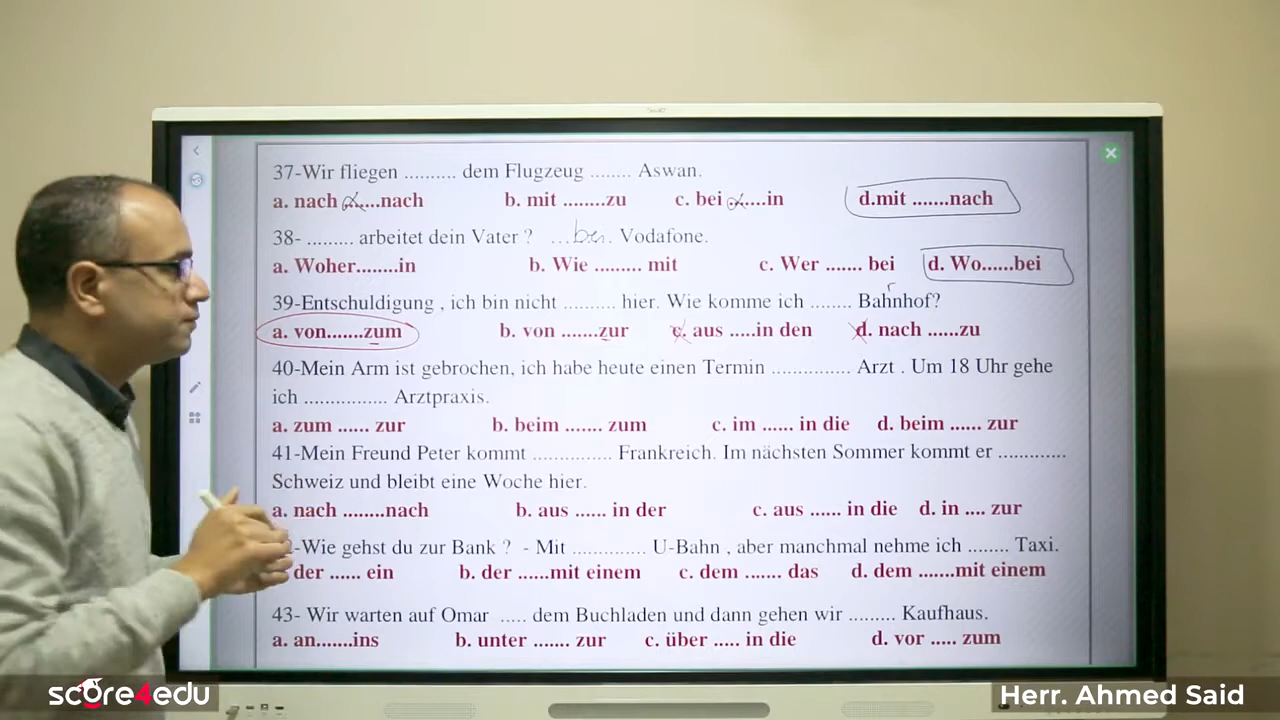 37-Wir fliegen .......... dem Flugzeug ........ Aswan.
a. nach .......nach b. mit ........zu c. bei .......in d.mit .......nach
38- ......... arbeitet dein Vater ? ...bei. Vodafone.
a. Woher........in b. Wie ......... mit c. Wer ....... bei d. Wo......bei
r
39-Entschuldigung , ich bin nicht .......... hier. Wie komme ich ........ Bahnhof?
a. von.......zum b. von .......zur c. aus .....in den d. nach ......zu
40-Mein Arm ist gebrochen, ich habe heute einen Termin ............... Arzt . Um 18 Uhr gehe
ich ................ Arztpraxis.
a. zum ...... zur b. beim ....... zum c. im ...... in die d. beim ...... zur
41-Mein Freund Peter kommt ............... Frankreich. Im nächsten Sommer kommt er .............
Schweiz und bleibt eine Woche hier.
a. nach ........nach b. aus ...... in der c. aus ...... in die d. in .... zur
-Wie gehst du zur Bank ? - Mit .............. U-Bahn , aber manchmal nehme ich ........ Taxi.
der ...... ein b. der ......mit einem c. dem ....... das d. dem .......mit einem
43- Wir warten auf Omar ..... dem Buchladen und dann gehen wir ......... Kaufhaus.
a. an.......ins b. unter ....... zur c. über ..... in die d. vor ..... zum
score4edu
Herr. Ahmed Said